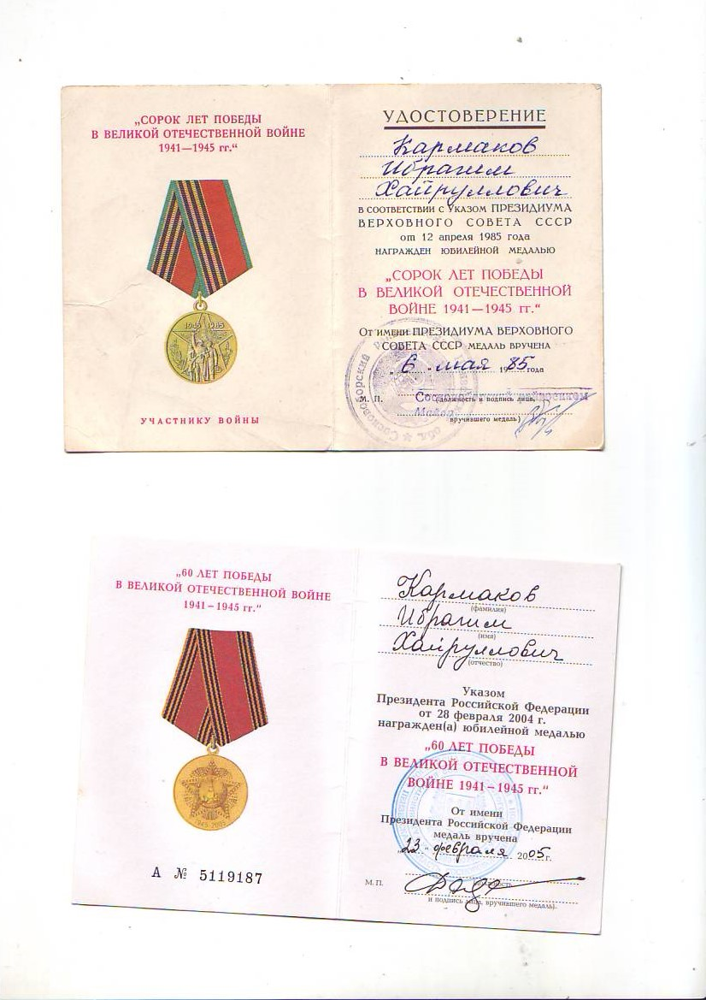 „СОРОК ЛЕТ ПОБЕДЫ
В ВЕЛИКОЙ ОТЕЧЕСТВЕННОЙ ВОЙНЕ
1941—1945 гг.“
1945 1985
УЧАСТНИКУ ВОЙНЫ
УДОСТОВЕРЕНИЕ
Кармаков
Ибрагим
Хайруллович
В СООТВЕТСТВИИ С УКАЗОМ ПРЕЗИДИУМА
ВЕРХОВНОГО СОВЕТА СССР
от 12 апреля 1985 года
НАГРАЖДЕН ЮБИЛЕЙНОЙ МЕДАЛЬЮ
„СОРОК ЛЕТ ПОБЕДЫ
В ВЕЛИКОЙ ОТЕЧЕСТВЕННОЙ
ВОЙНЕ 1941—1945 гг.“
От имени ПРЕЗИДИУМА ВЕРХОВНОГО
СОВЕТА СССР МЕДАЛЬ ВРУЧЕНА
„6“ мая 1985 года
М. П.
(должность и подпись лица,
вручившего медаль)
Сосновоборский
обл.
„60 ЛЕТ ПОБЕДЫ
В ВЕЛИКОЙ ОТЕЧЕСТВЕННОЙ ВОЙНЕ
1941–1945 гг.“
1945-2005
А № 5119187
Кармаков
(фамилия)
Ибрагим
(имя)
Хайруллович
(отчество)
Указом
Президента Российской Федерации
от 28 февраля 2004 г.
награжден(а) юбилейной медалью
„60 ЛЕТ ПОБЕДЫ
В ВЕЛИКОЙ ОТЕЧЕСТВЕННОЙ
ВОЙНЕ 1941–1945 гг.“
От имени
Президента Российской Федерации
медаль вручена
„23“ февраля 2005 г.
М. П.
(должность
и подпись лица, вручившего медаль).